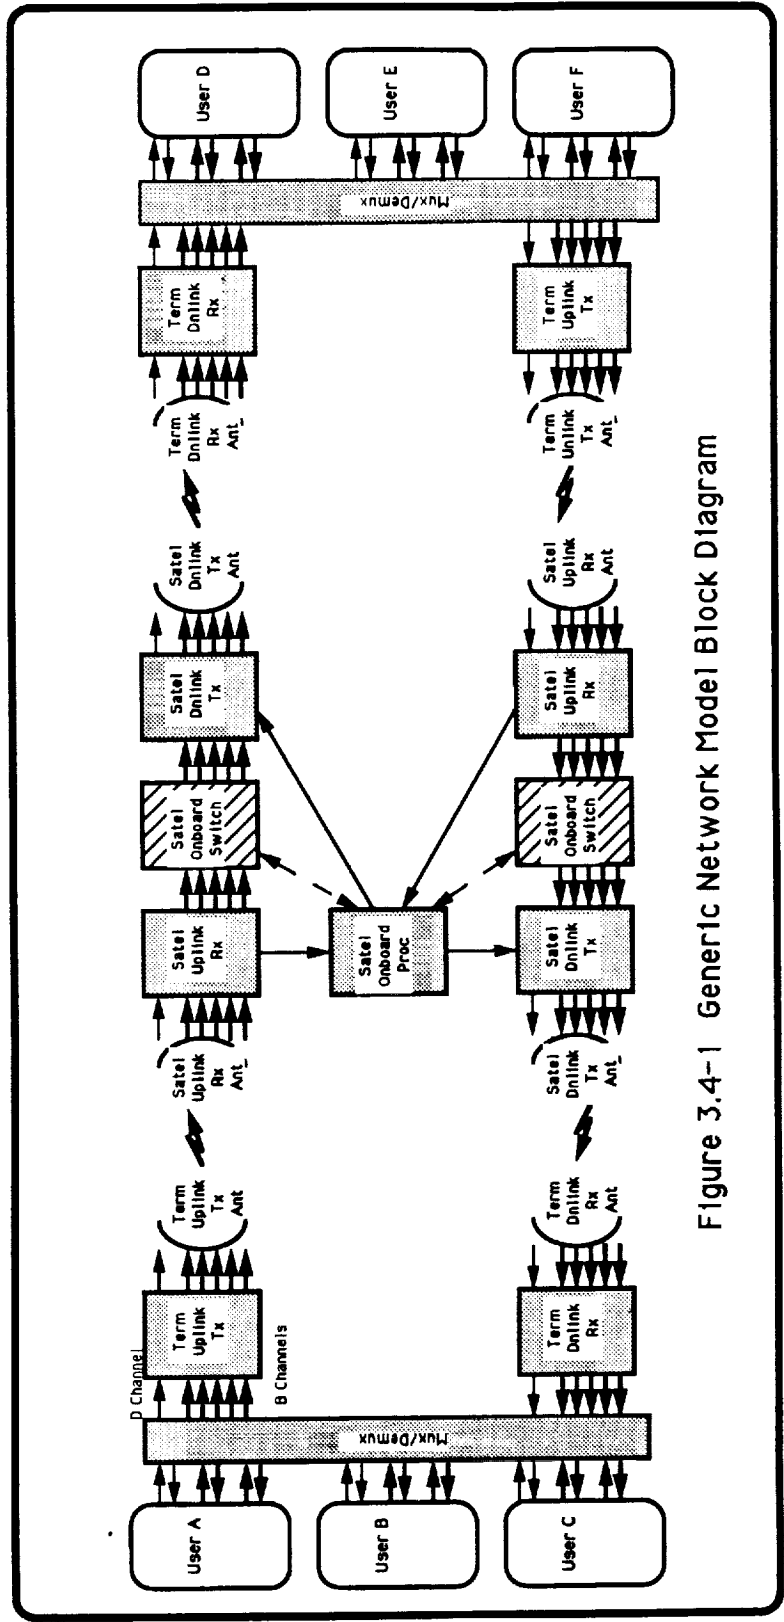 User A
User B
User C
Mux/Demux
D Channel
Term
Uplink
Tx
B Channels
Term
Uplink
Tx
Ant
Satel
Uplink
Rx
Ant
Satel
Uplink
Rx
Satel
Onboard
Switch
Satel
Dnlink
Tx
Satel
Dnlink
Tx
Ant
Term
Dnlink
Rx
Ant
Term
Dnlink
Rx
Satel
Onboard
Proc
Term
Dnlink
Rx
Term
Dnlink
Rx
Ant
Satel
Dnlink
Tx
Ant
Satel
Dnlink
Tx
Satel
Onboard
Switch
Satel
Uplink
Rx
Satel
Uplink
Rx
Ant
Term
Unlink
Tx
Ant
Term
Uplink
Tx
Mux/Demux
User D
User E
User F
Figure 3.4-1 Generic Network Model Block Diagram